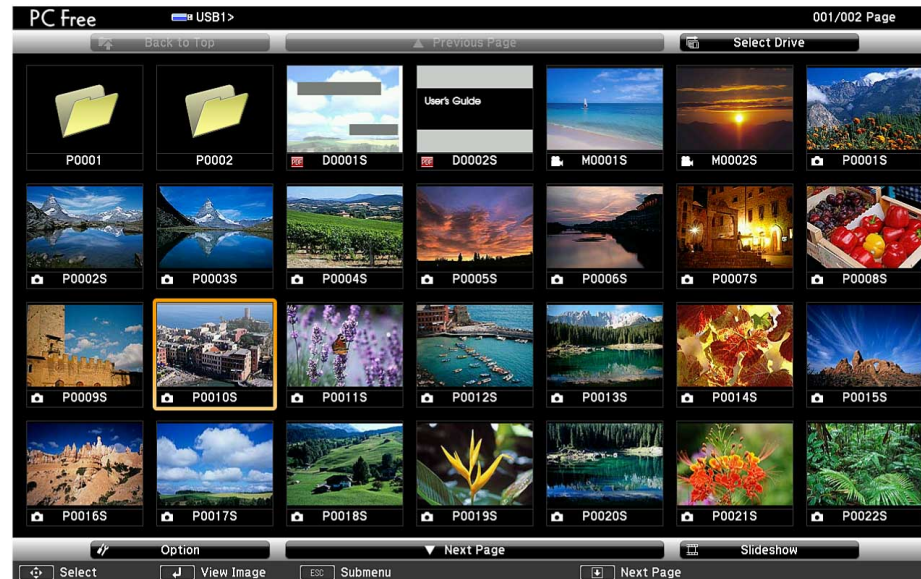 PC Free USB1> 001/002 Page
Back to Top Previous Page Select Drive
User's Guide
P0001 P0002 PDF D0001S PDF D0002S M0001S M0002S P0001S
P0002S P0003S P0004S P0005S P0006S P0007S P0008S
P0009S P0010S P0011S P0012S P0013S P0014S P0015S
P0016S P0017S P0018S P0019S P0020S P0021S P0022S
Option Next Page Slideshow
Select View Image ESC Submenu Next Page